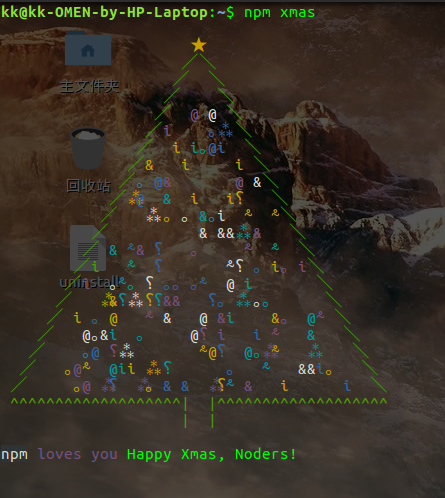 kk@kk-OMEN-by-HP-Laptop:~$ npm xmas
主文件夹
回收站
uninstall
npm loves you Happy Xmas, Noders!